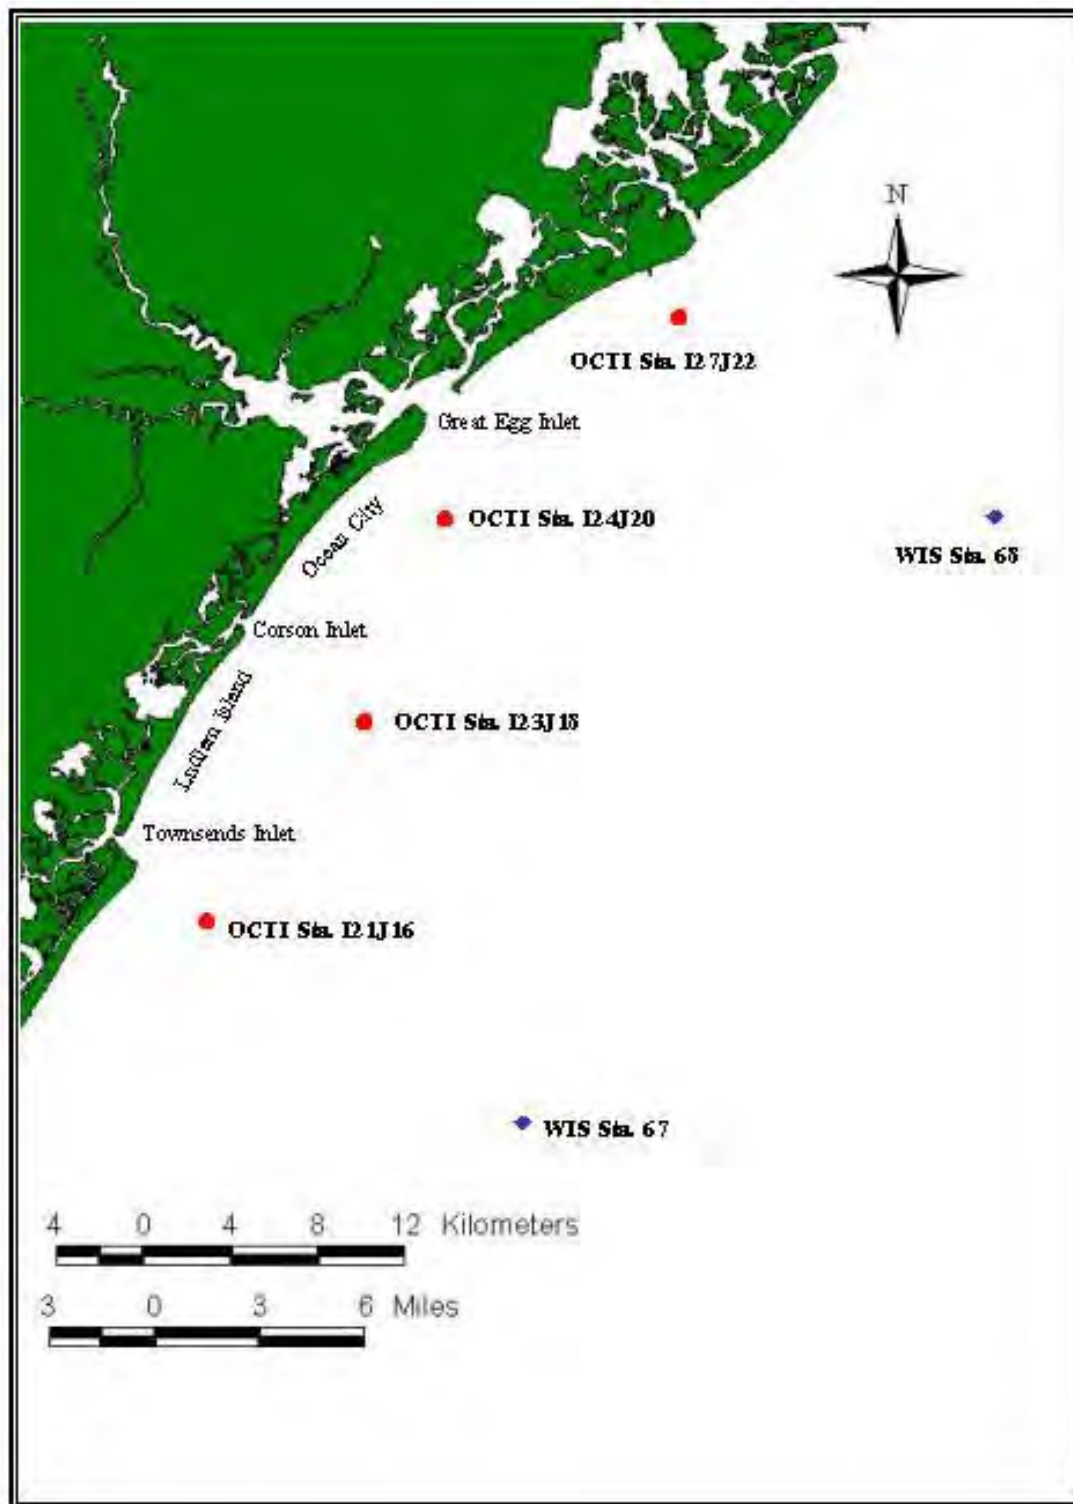 N
OCTI Sta. I27J22
Great Egg Inlet
OCTI Sta. I24J20
Ocean City
WIS Sta. 68
Corson Inlet
OCTI Sta. I23J18
Ludlam Island
Townsends Inlet
OCTI Sta. I21J16
WIS Sta. 67
4 0 4 8 12 Kilometers
3 0 3 6 Miles